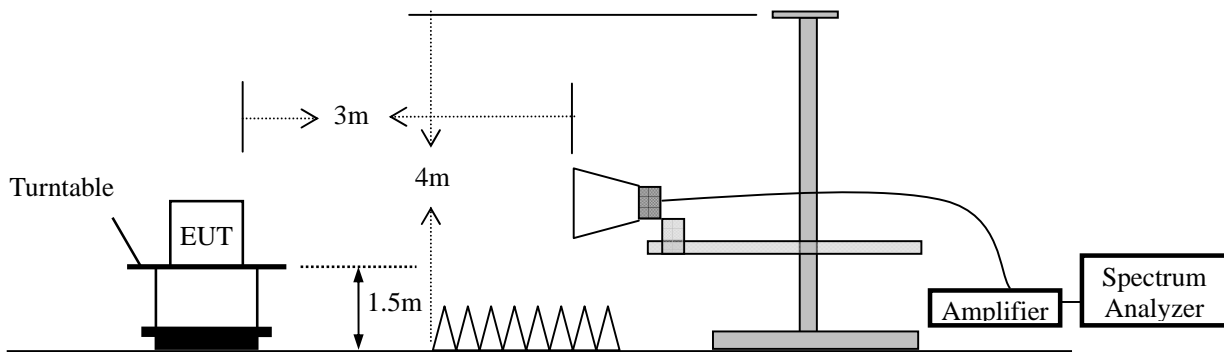 3m
4m
Turntable
EUT
1.5m
Amplifier
Spectrum
Analyzer